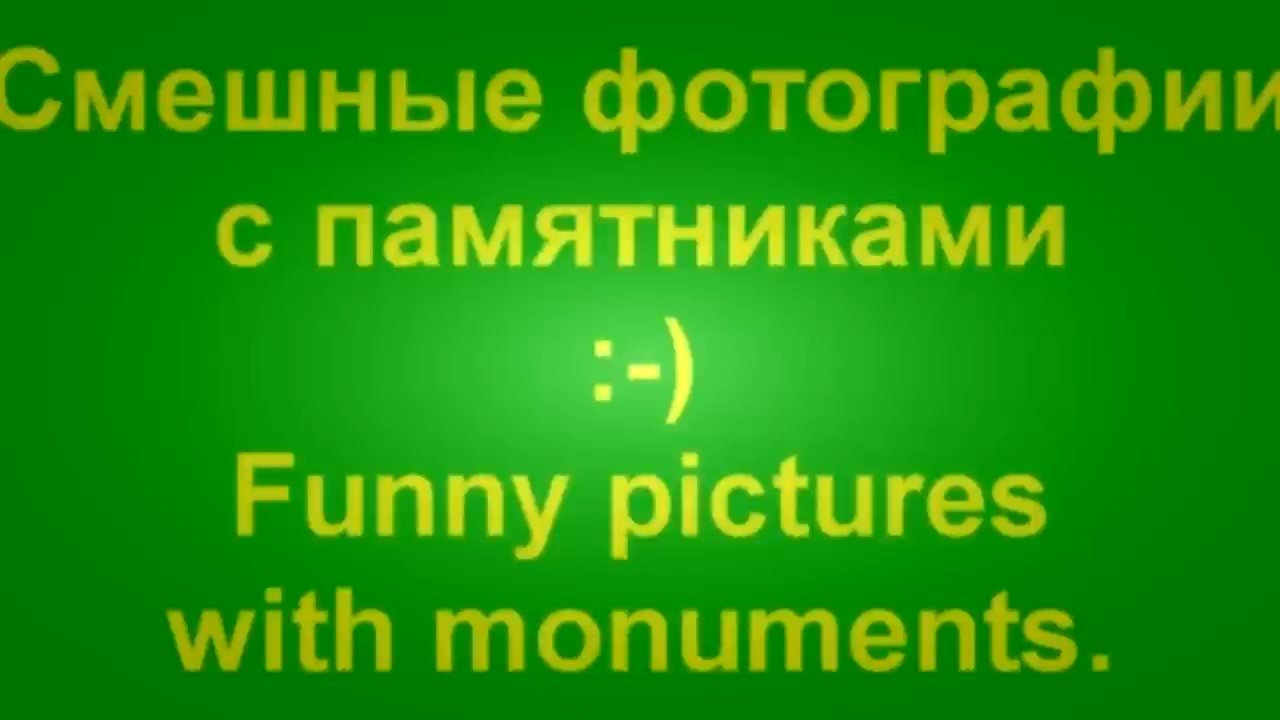 Смешные фотографии
с памятниками
:-)
Funny pictures
with monuments.